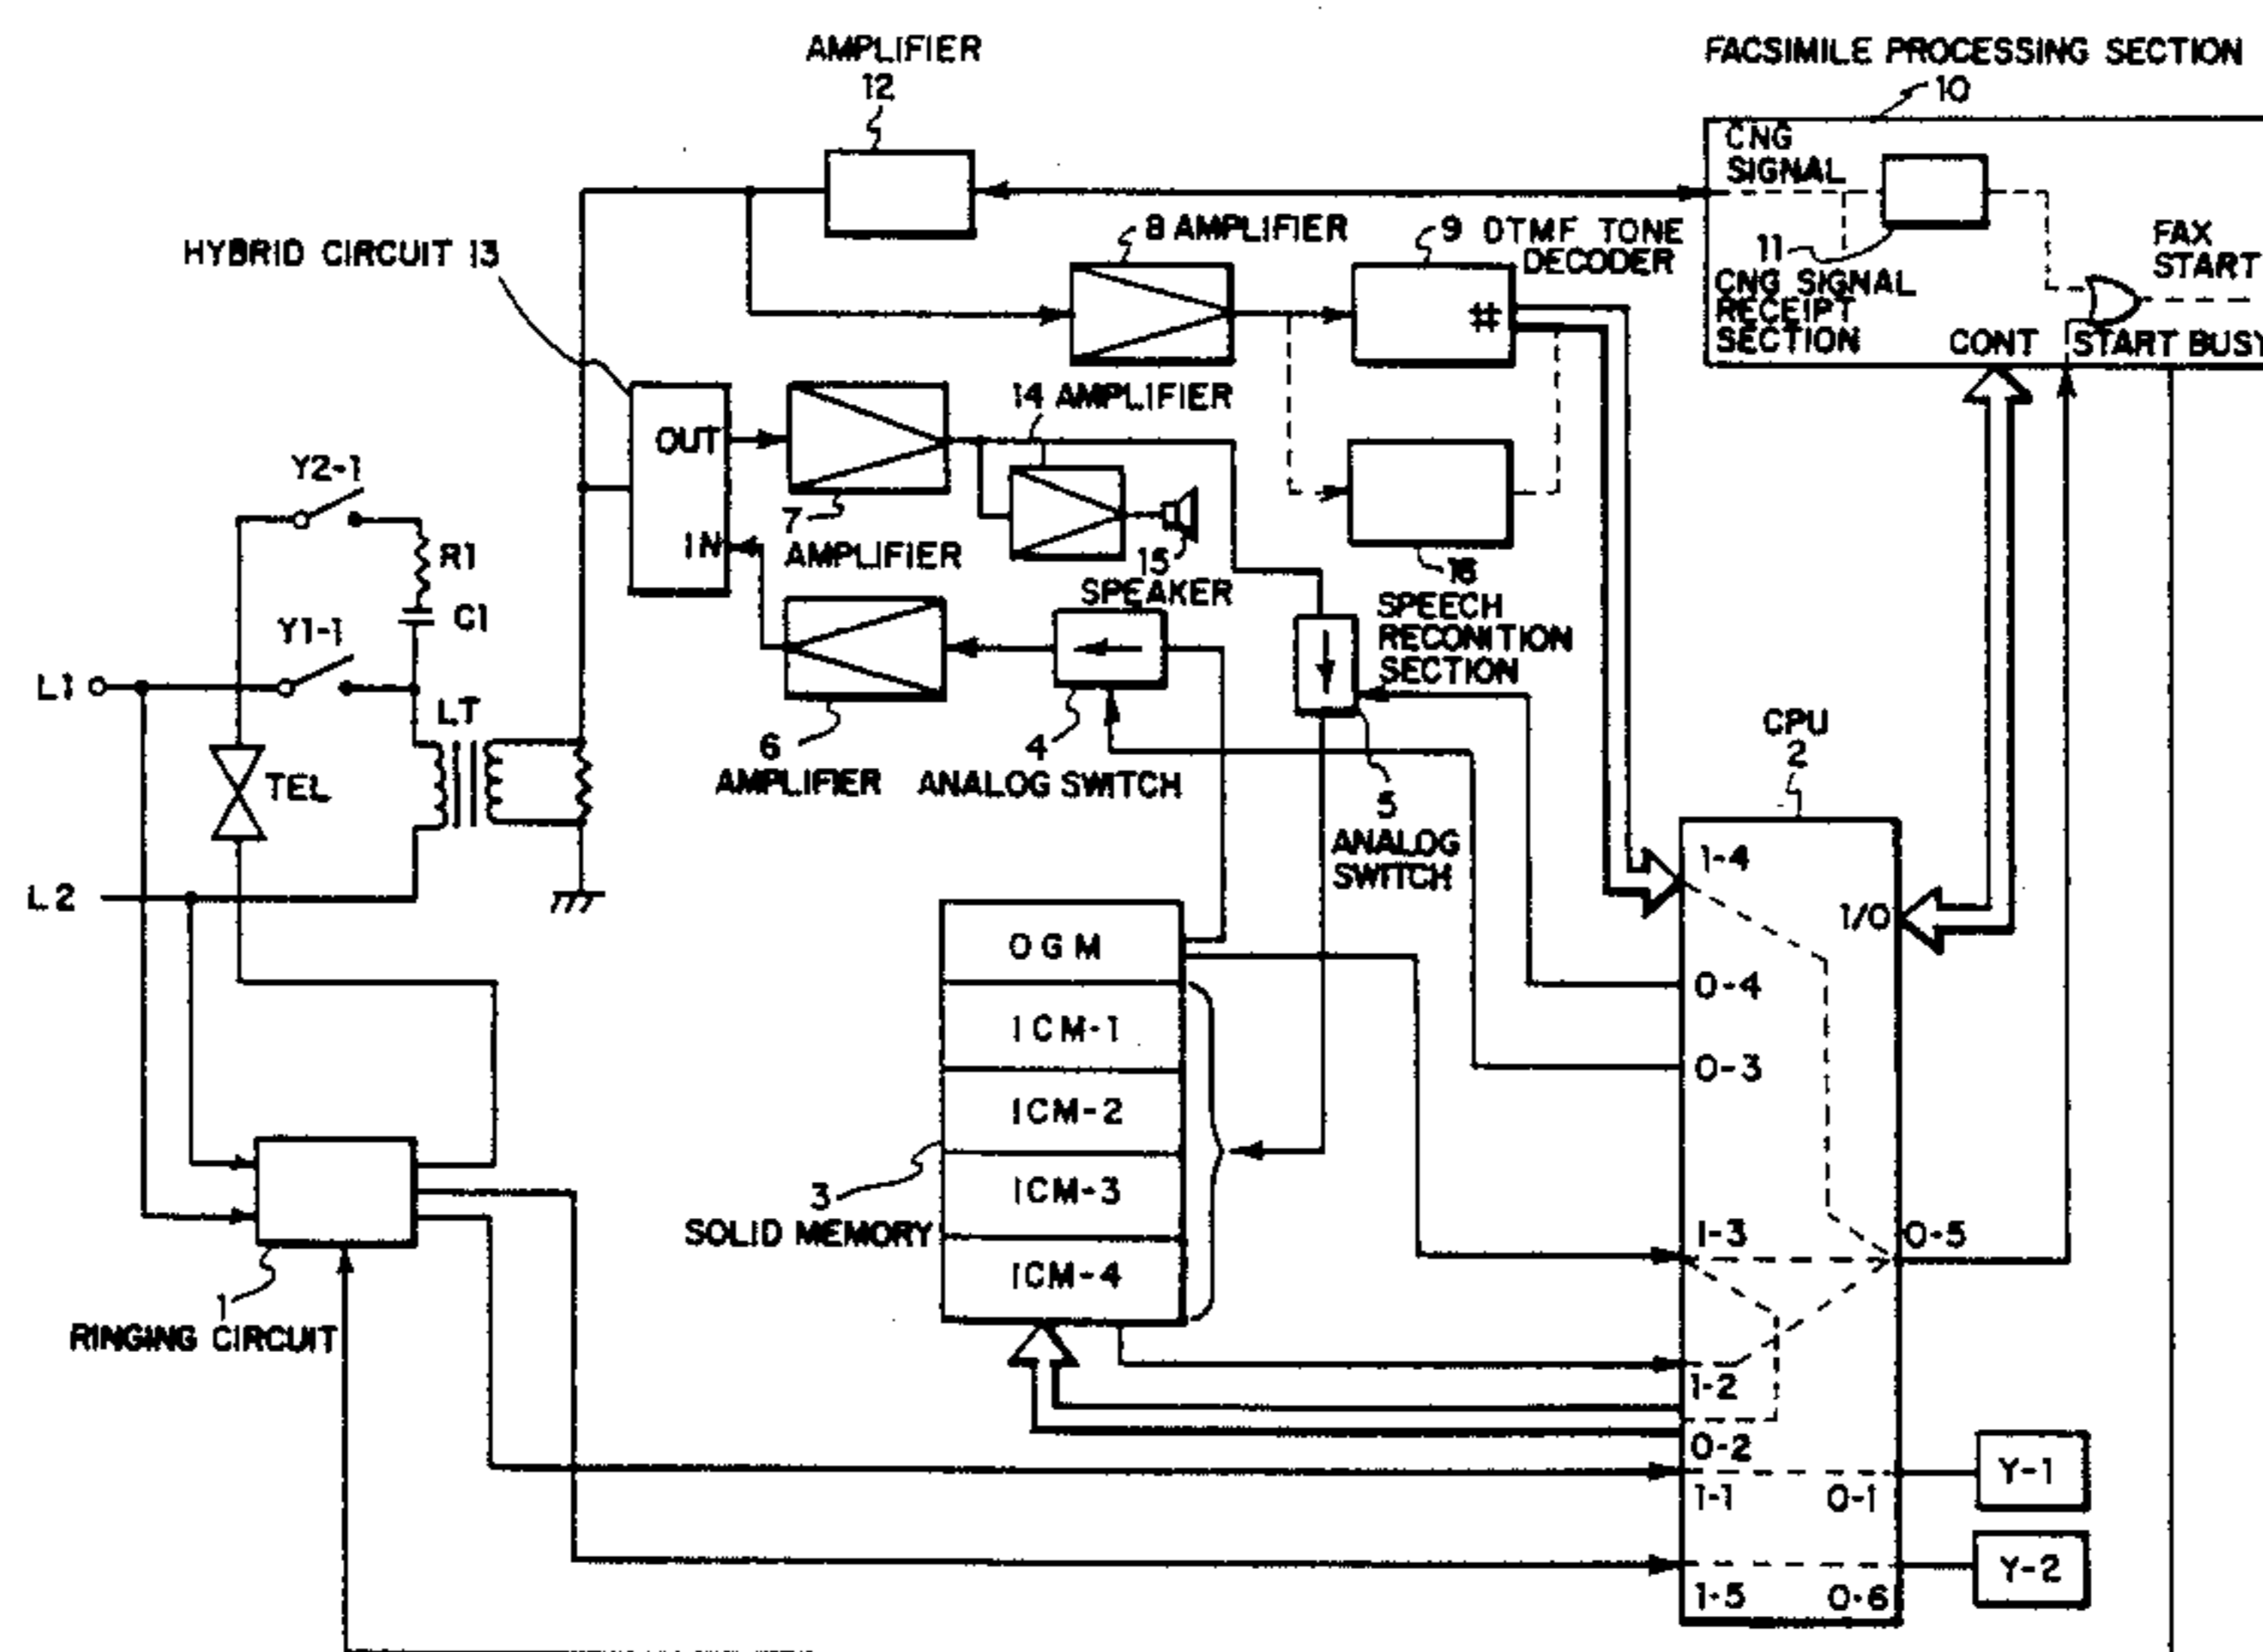 AMPLIFIER
12
FACSIMILE PROCESSING SECTION
10
CNG
SIGNAL
HYBRID CIRCUIT 13
8 AMPLIFIER
9 DTMF TONE
DECODER
#
11
CNG SIGNAL
RECEIPT
SECTION
FAX
START
CONT
START BUSY
14 AMPLIFIER
OUT
IN
7
AMPLIFIER
15
SPEAKER
16
SPEECH
RECONITION
SECTION
Y2-1
R1
C1
Y1-1
L1
LT
TEL
L2
6
AMPLIFIER
4
ANALOG SWITCH
5
ANALOG
SWITCH
CPU
2
1-4
I/O
0-4
0-3
OGM
ICM-1
ICM-2
ICM-3
ICM-4
3
SOLID MEMORY
1
RINGING CIRCUIT
1-3
0-5
1-2
0-2
1-1
0-1
Y-1
1-5
0-6
Y-2